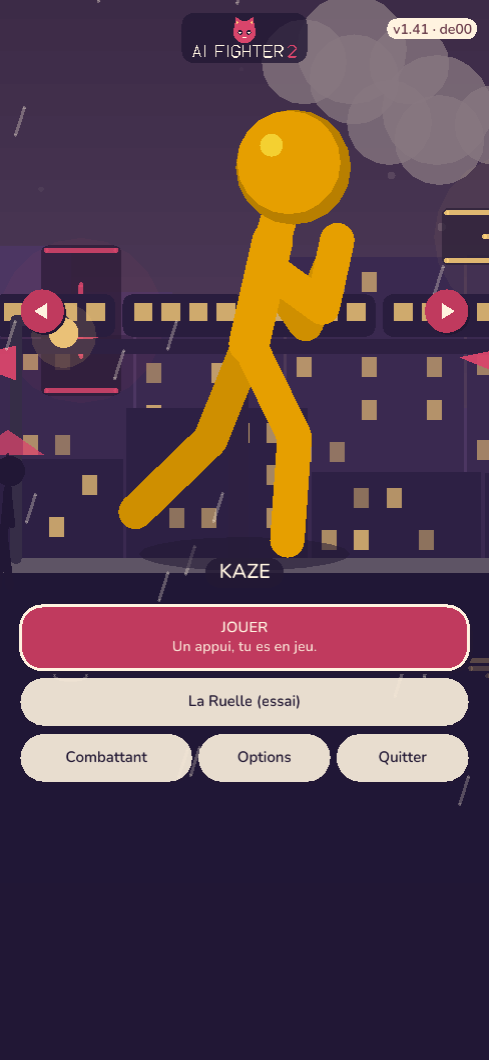 AI FIGHTER 2
v1.41 · de00
KAZE
JOUER
Un appui, tu es en jeu.
La Ruelle (essai)
Combattant
Options
Quitter